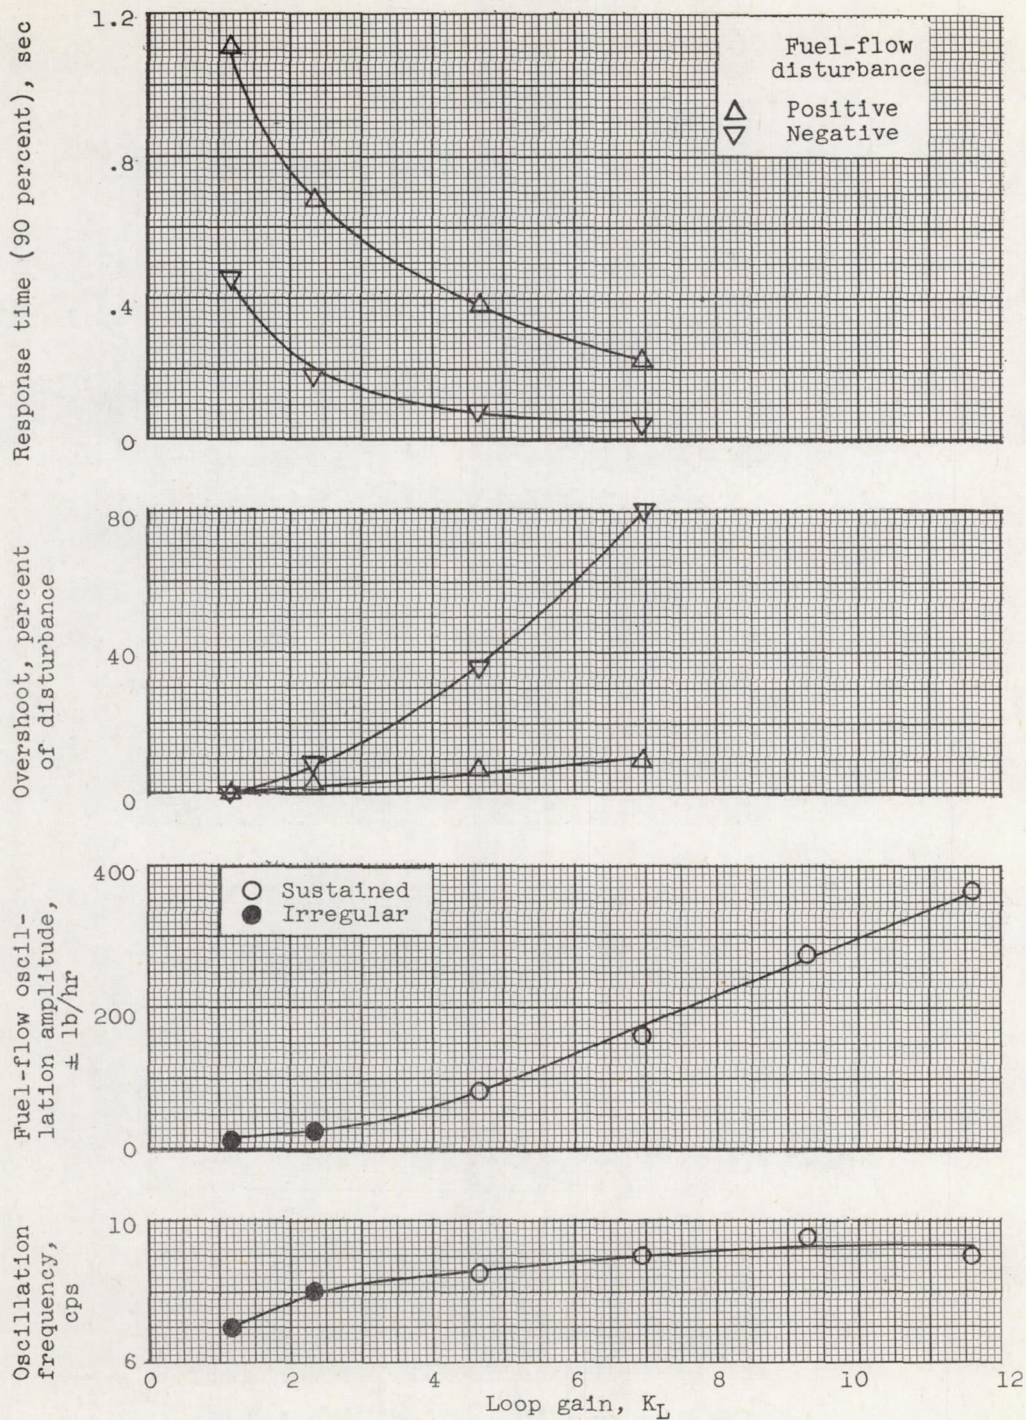 Response time (90 percent), sec
1.2
.8
.4
0
Fuel-flow
disturbance
Positive
Negative
Overshoot, percent
of disturbance
80
40
0
Fuel-flow oscil-
lation amplitude,
± lb/hr
400
200
0
Sustained
Irregular
Oscillation
frequency,
cps
10
6
0 2 4 6 8 10 12
Loop gain, KL